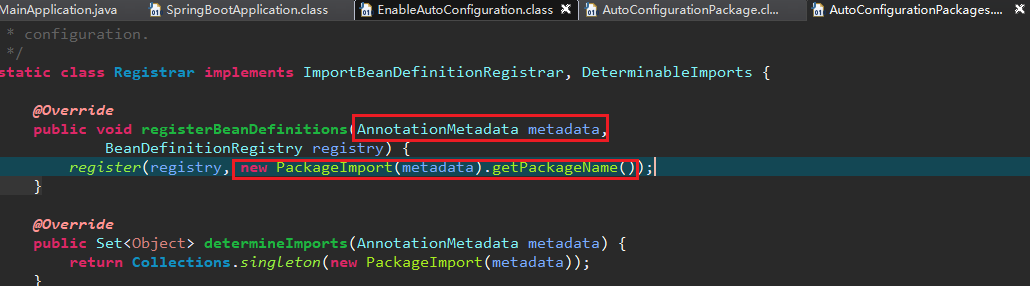 MainApplication.java SpringBootApplication.class EnableAutoConfiguration.class AutoConfigurationPackage.cl... AutoConfigurationPackages....
* configuration.
*/
static class Registrar implements ImportBeanDefinitionRegistrar, DeterminableImports {
@Override
public void registerBeanDefinitions(AnnotationMetadata metadata,
BeanDefinitionRegistry registry) {
register(registry, new PackageImport(metadata).getPackageName());
}
@Override
public Set<Object> determineImports(AnnotationMetadata metadata) {
return Collections.singleton(new PackageImport(metadata));
}